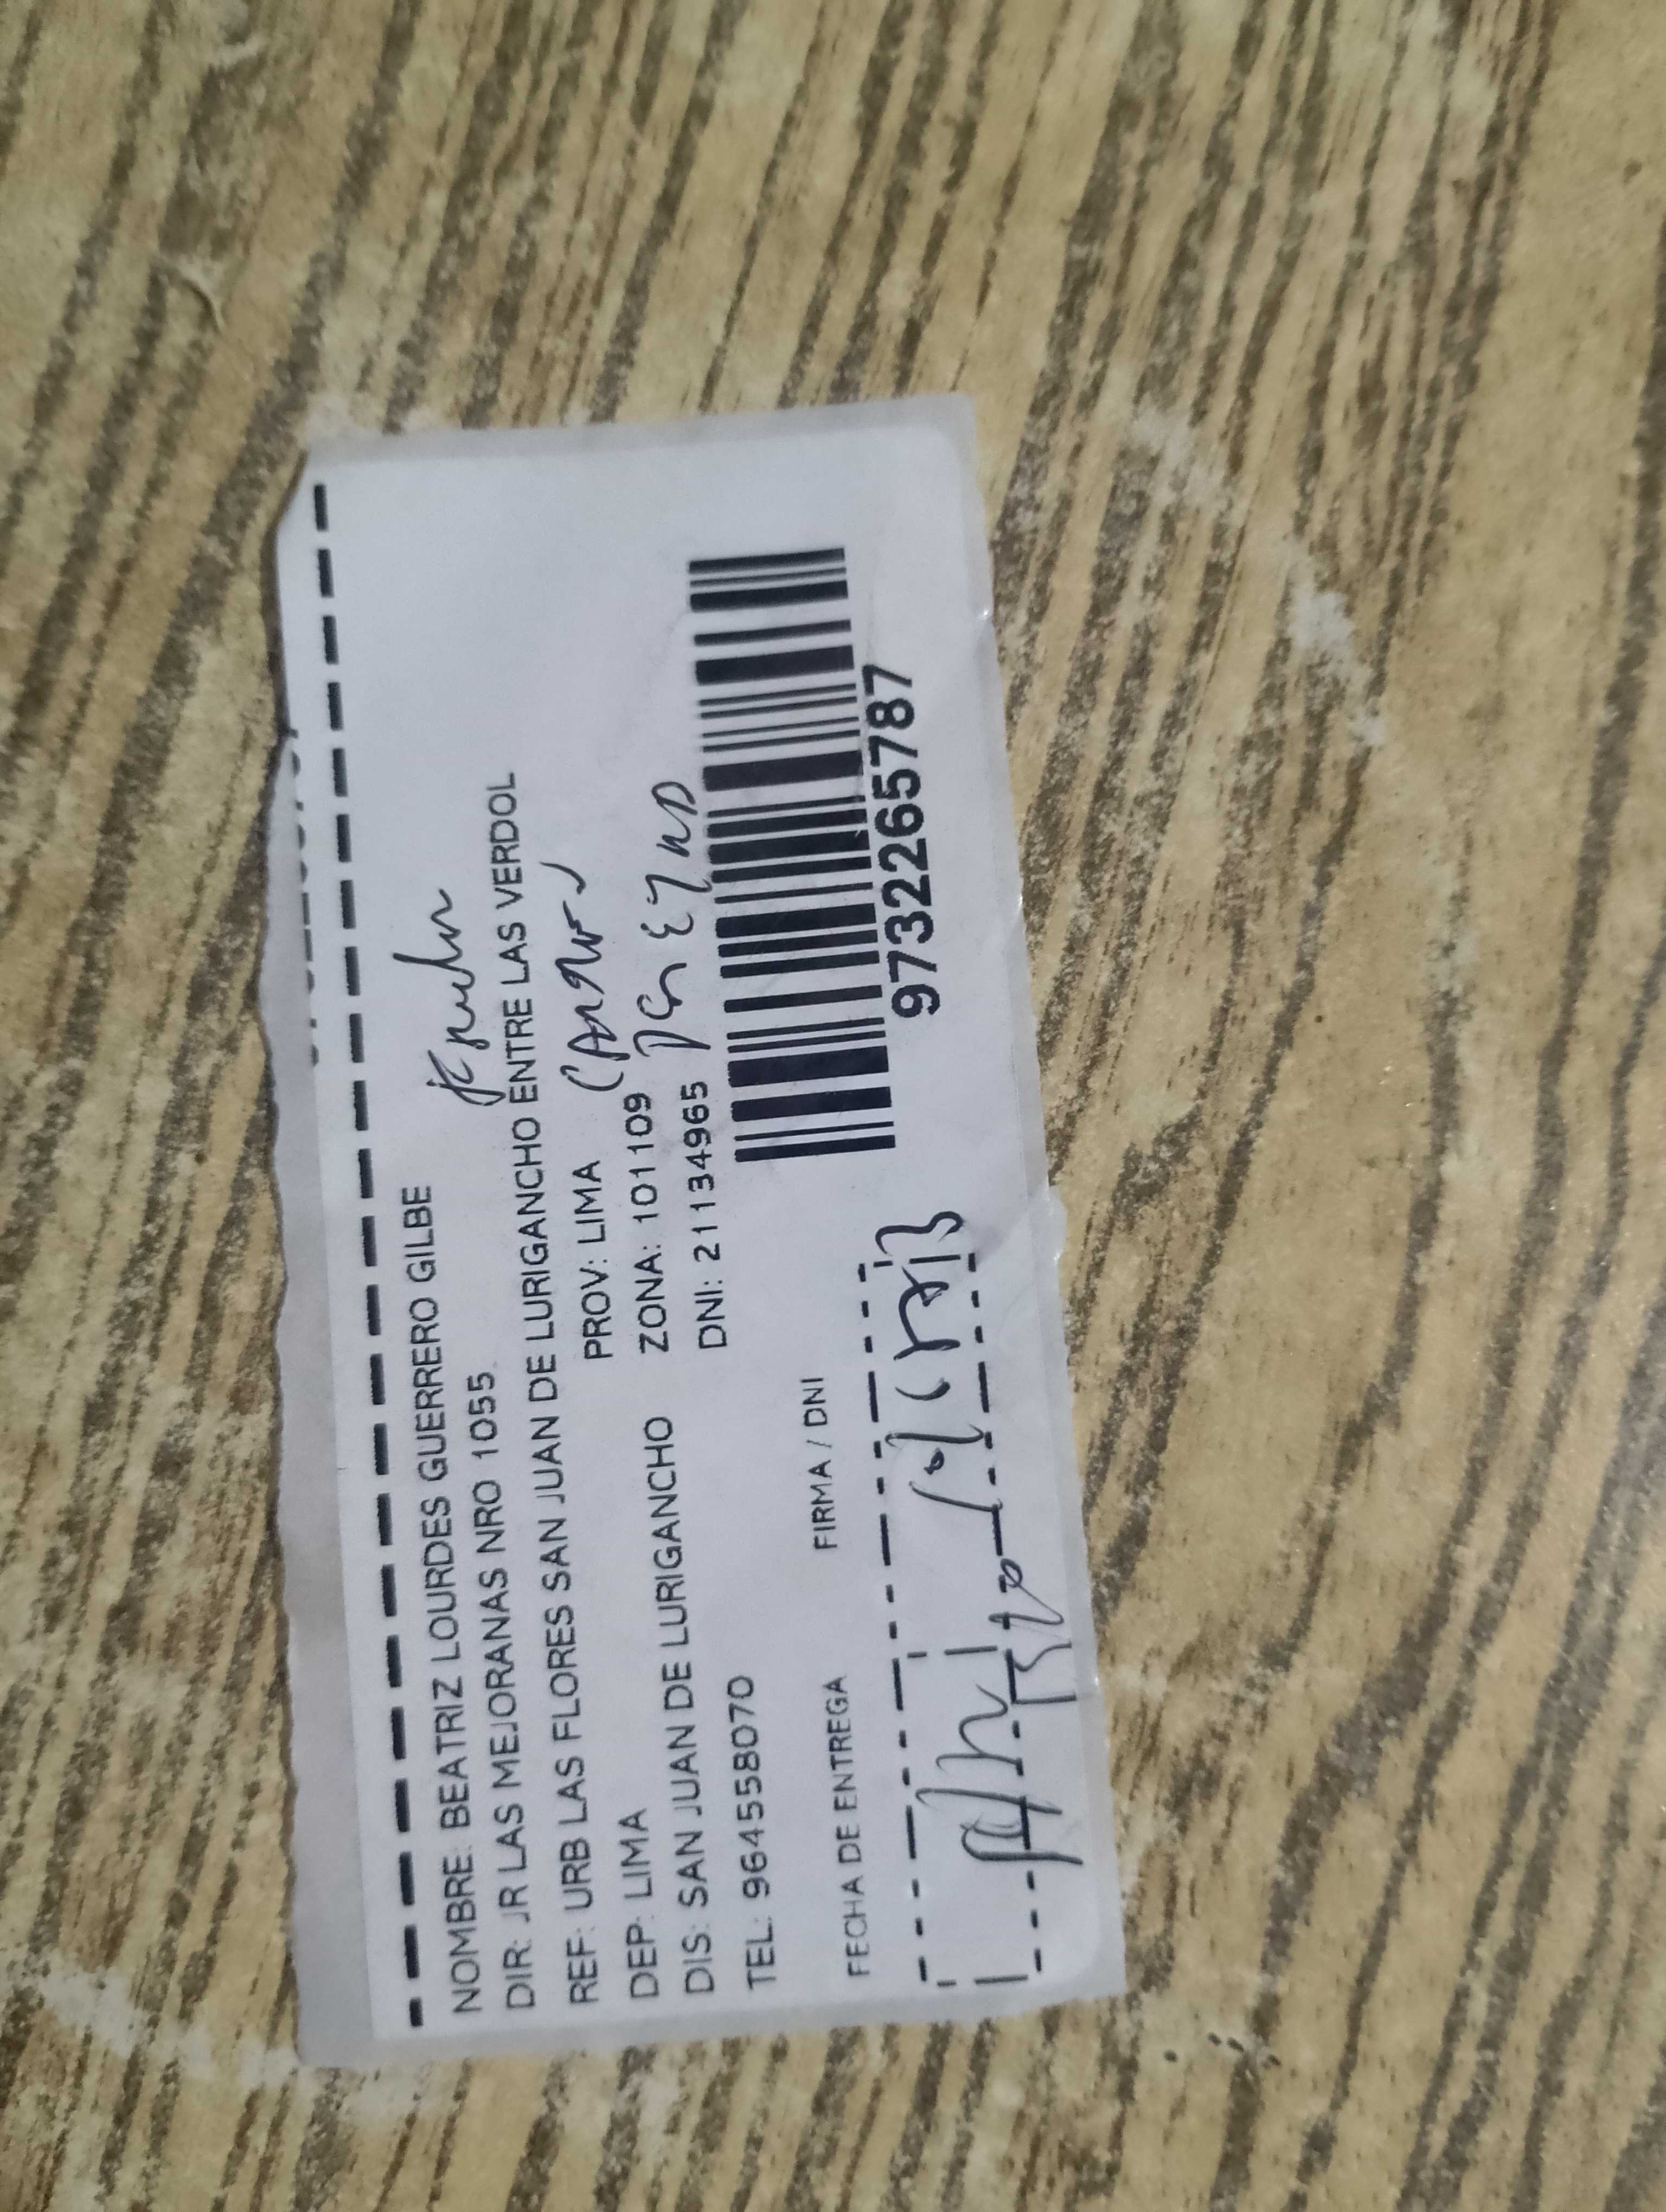 NOMBRE: BEATRIZ LOURDES GUERRERO GILBE
DIR: JR LAS MEJORANAS NRO 1055
REF: URB LAS FLORES SAN JUAN DE LURIGANCHO ENTRE LAS VERDOL
DEP: LIMA PROV: LIMA
DIS: SAN JUAN DE LURIGANCHO ZONA: 101109
TEL: 964558070 DNI: 21134965
9732265787
FECHA DE ENTREGA FIRMA / DNI